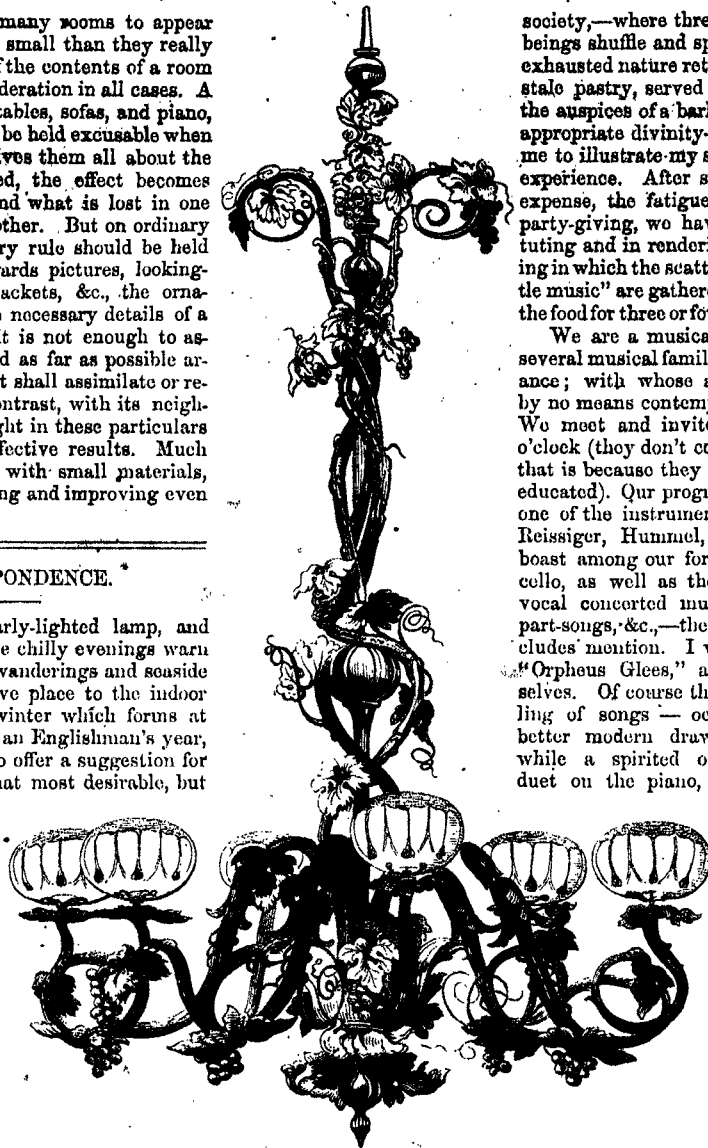 many rooms to appear
small than they really
f the contents of a room
deration in all cases. A
tables, sofas, and piano,
be held excusable when
ives them all about the
ed, the effect becomes
nd what is lost in one
other. But on ordinary
ry rule should be held
ards pictures, looking-
ackets, &c., the orna-
necessary details of a
It is not enough to as-
d as far as possible ar-
t shall assimilate or re-
ontrast, with its neigh-
ght in these particulars
fective results. Much
with small materials,
ng and improving even
PONDENCE.
arly-lighted lamp, and
e chilly evenings warn
wanderings and seaside
ve place to the indoor
winter which forms at
an Englishman's year,
o offer a suggestion for
hat most desirable, but
society,—where thre
beings shuffle and sp
exhausted nature ret
stale pastry, served
the auspices of a bar
appropriate divinity-
me to illustrate my s
experience. After s
expense, the fatigue
party-giving, we hav
tuting and in renderi
ing in which the scatt
tle music" are gather
the food for three or fo
We are a musica
several musical famil
ance; with whose a
by no means contemp
We meet and invite
o'clock (they don't co
that is because they
educated). Our progr
one of the instrumen
Reissiger, Hummel,
boast among our for
cello, as well as the
vocal concerted mu
part-songs, &c.,—the
cludes mention. I v
"Orpheus Glees," a
selves. Of course th
ling of songs — oc
better modern draw
while a spirited o
duet on the piano,